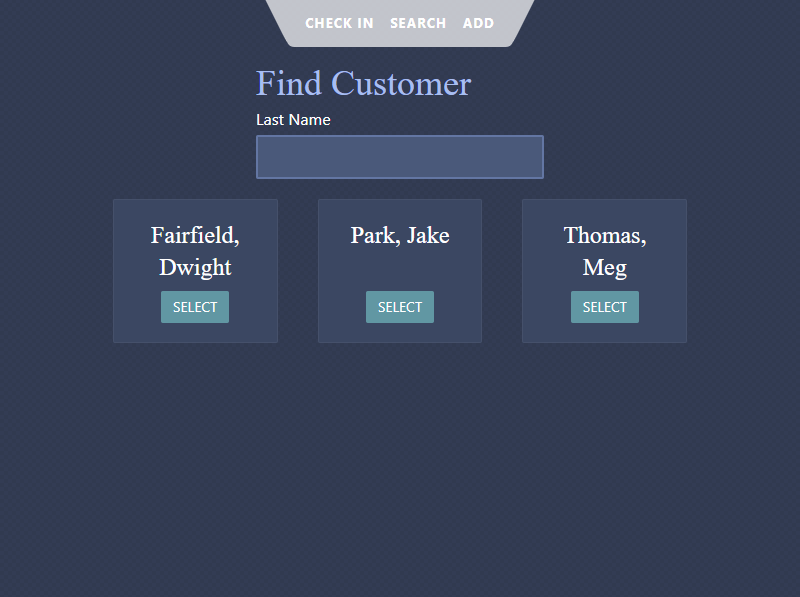 CHECK IN SEARCH ADD
Find Customer
Last Name
Fairfield,
Dwight
SELECT
Park, Jake
SELECT
Thomas,
Meg
SELECT